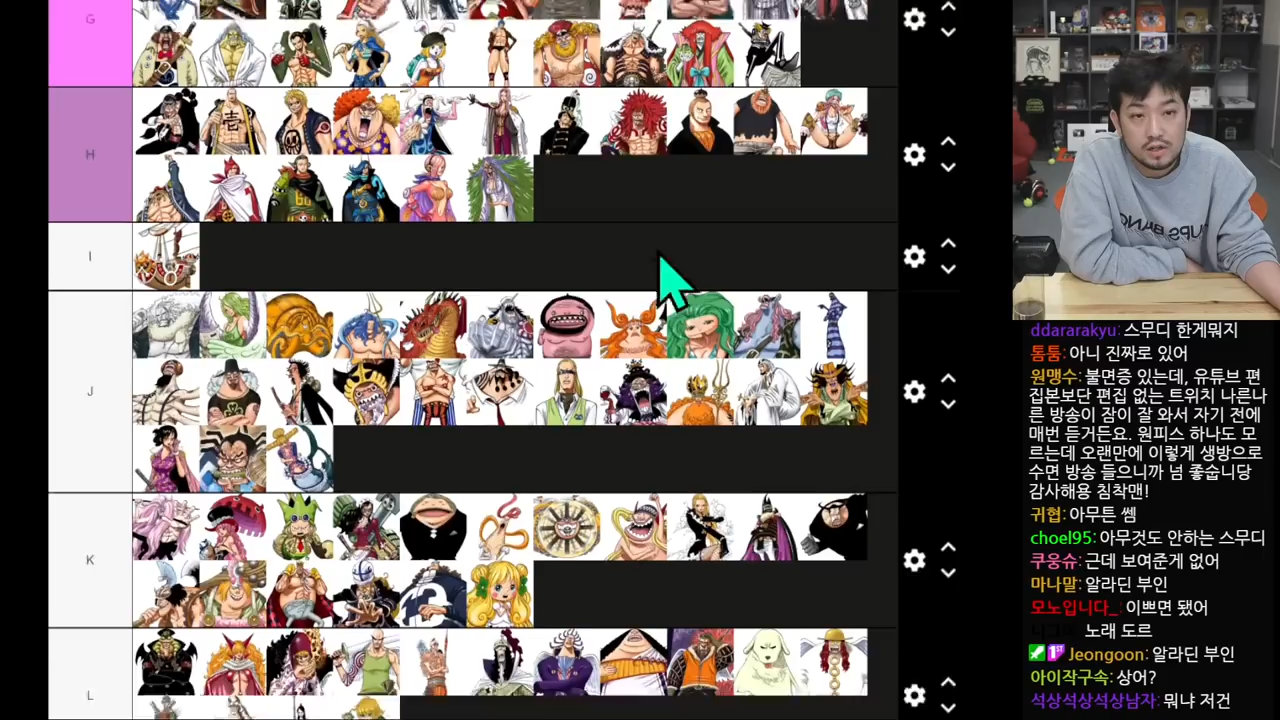 G
H
I
J
K
L
ddararakyu: 스무디 한게뭐지
톰툼: 아니 진짜로 있어
원맹수: 불면증 있는데, 유튜브 편
집본보단 편집 없는 트위치 나른나
른 방송이 잠이 잘 와서 자기 전에
매번 듣거든요. 원피스 하나도 모
르는데 오랜만에 이렇게 생방으로
수면 방송 들으니까 넘 좋습니당
감사해용 침착맨!
귀협: 아무튼 쎔
choel95: 아무것도 안하는 스무디
쿠웅슈: 근데 보여준게 없어
마나말: 알라딘 부인
모노입니다_: 이쁘면 됐어
노래 도르
1ST Jeongoon: 알라딘 부인
아이작구속: 상어?
석상석상석상남자: 뭐냐 저건